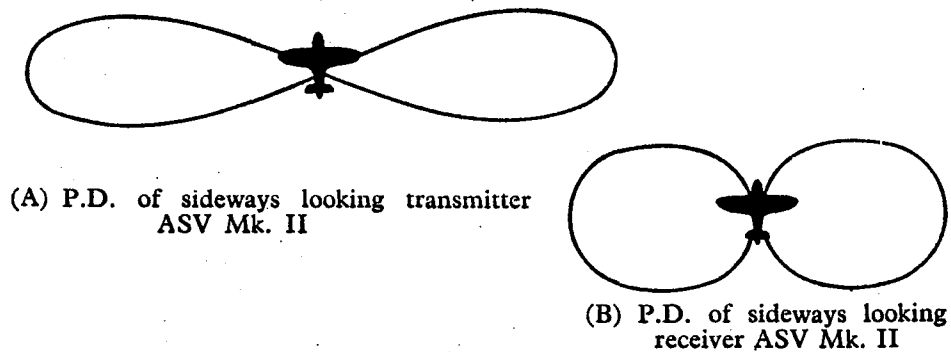 (A) P.D. of sideways looking transmitter
ASV Mk. II
(B) P.D. of sideways looking
receiver ASV Mk. II